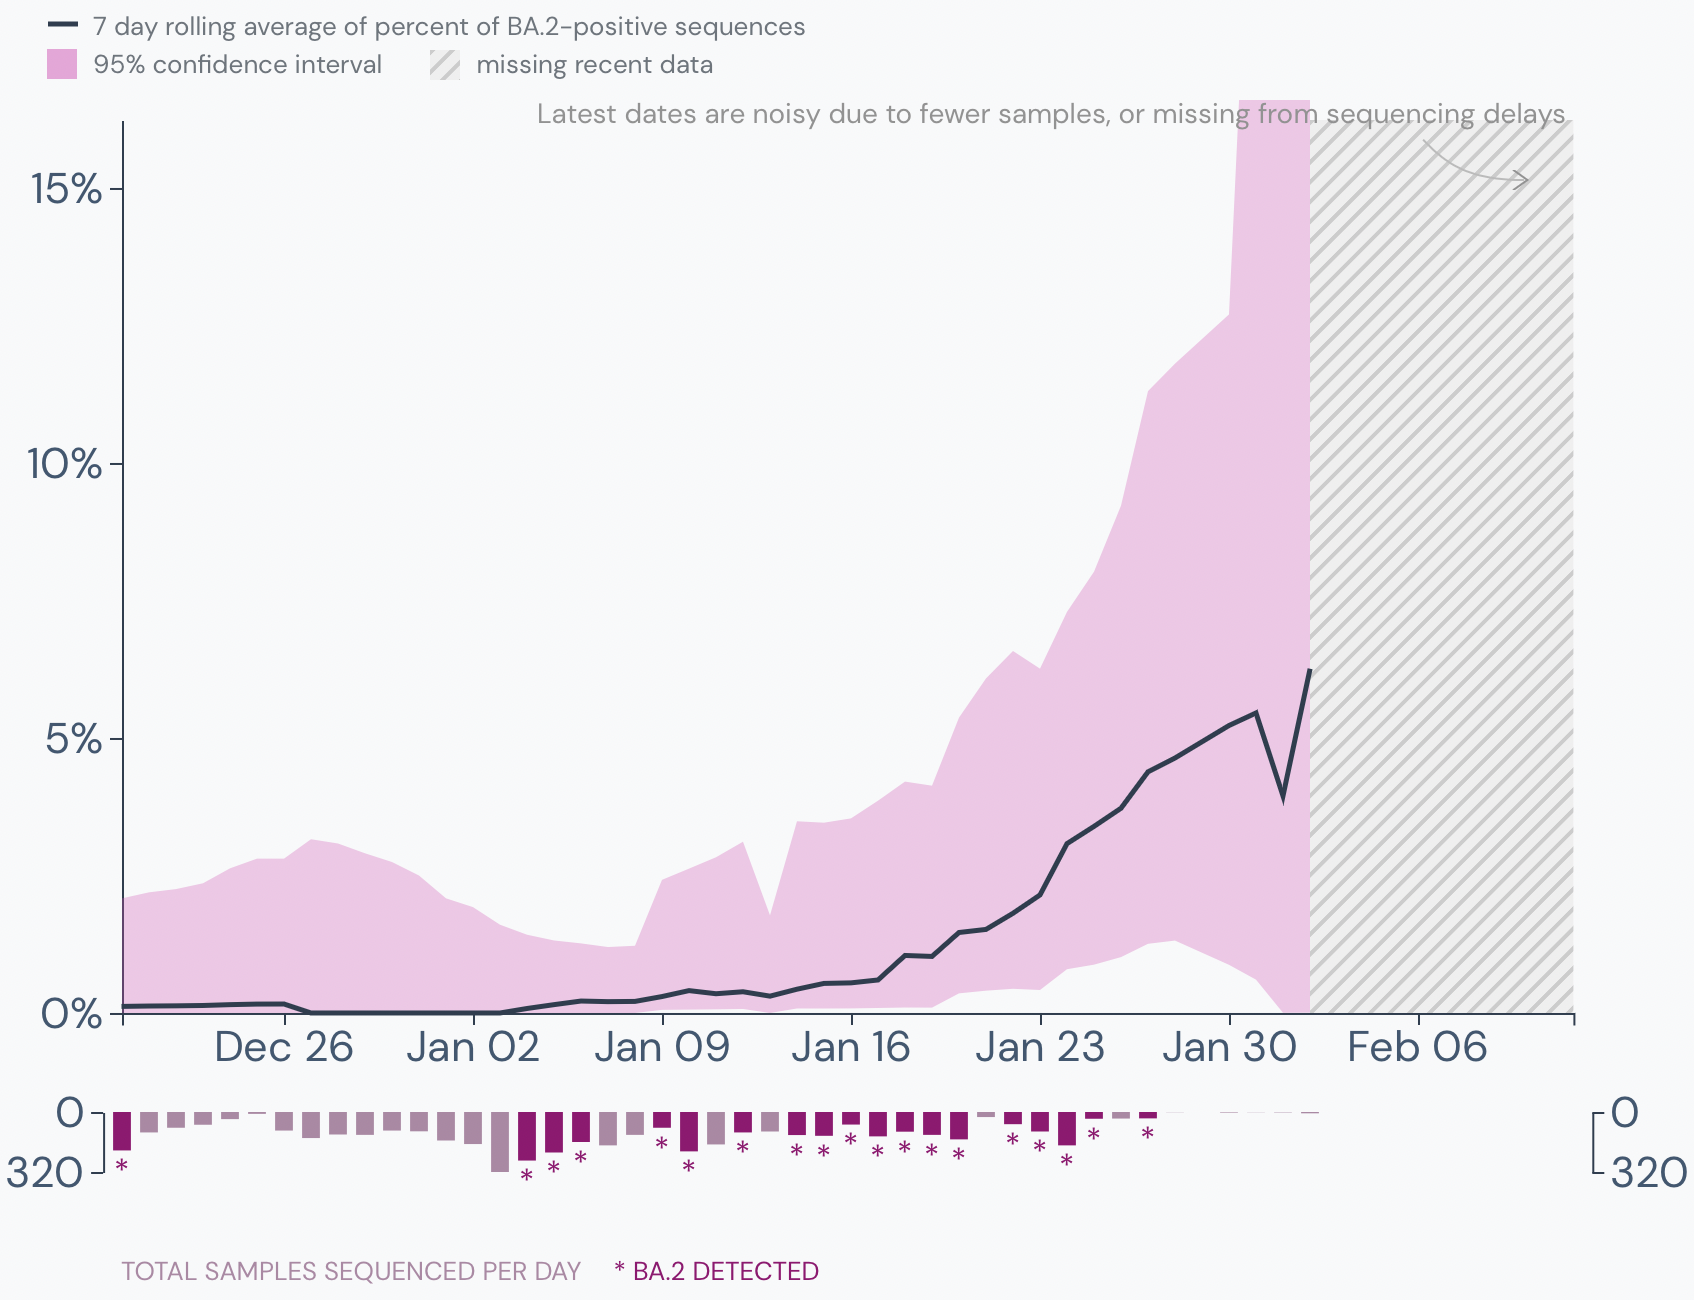 7 day rolling average of percent of BA.2-positive sequences
95% confidence interval missing recent data
Latest dates are noisy due to fewer samples, or missing from sequencing delays
15%
10%
5%
0%
Dec 26 Jan 02 Jan 09 Jan 16 Jan 23 Jan 30 Feb 06
0 0
* * * * * * * * * * * * * * * * * * * *
320 320
TOTAL SAMPLES SEQUENCED PER DAY * BA.2 DETECTED